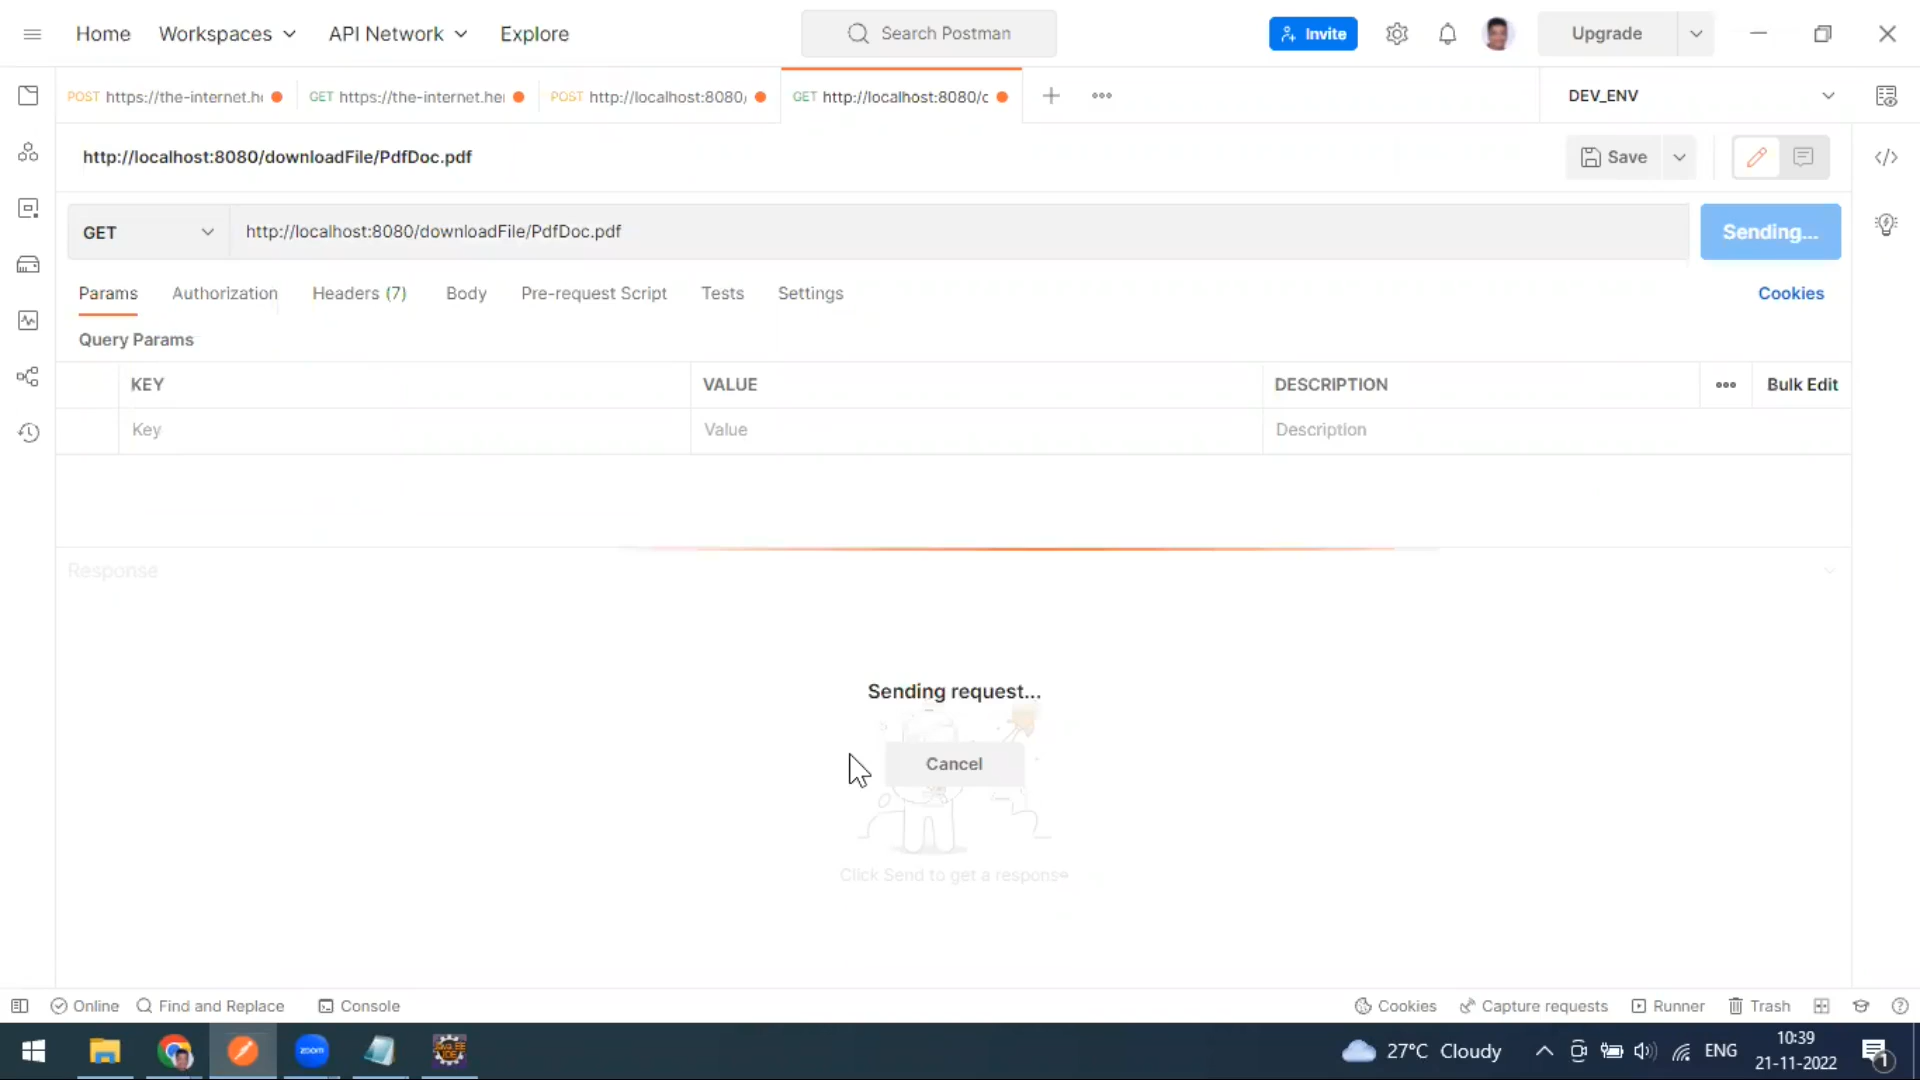 Home Workspaces API Network Explore Search Postman Invite Upgrade
POST https://the-internet.he GET https://the-internet.he POST http://localhost:8080/ GET http://localhost:8080/c DEV_ENV
http://localhost:8080/downloadFile/PdfDoc.pdf Save
GET http://localhost:8080/downloadFile/PdfDoc.pdf Sending...
Params Authorization Headers (7) Body Pre-request Script Tests Settings Cookies
Query Params
KEY VALUE DESCRIPTION Bulk Edit
Key Value Description
Response
Sending request...
Cancel
Click Send to get a response
Online Find and Replace Console Cookies Capture requests Runner Trash
zoom 27°C Cloudy ENG 10:39
21-11-2022 1